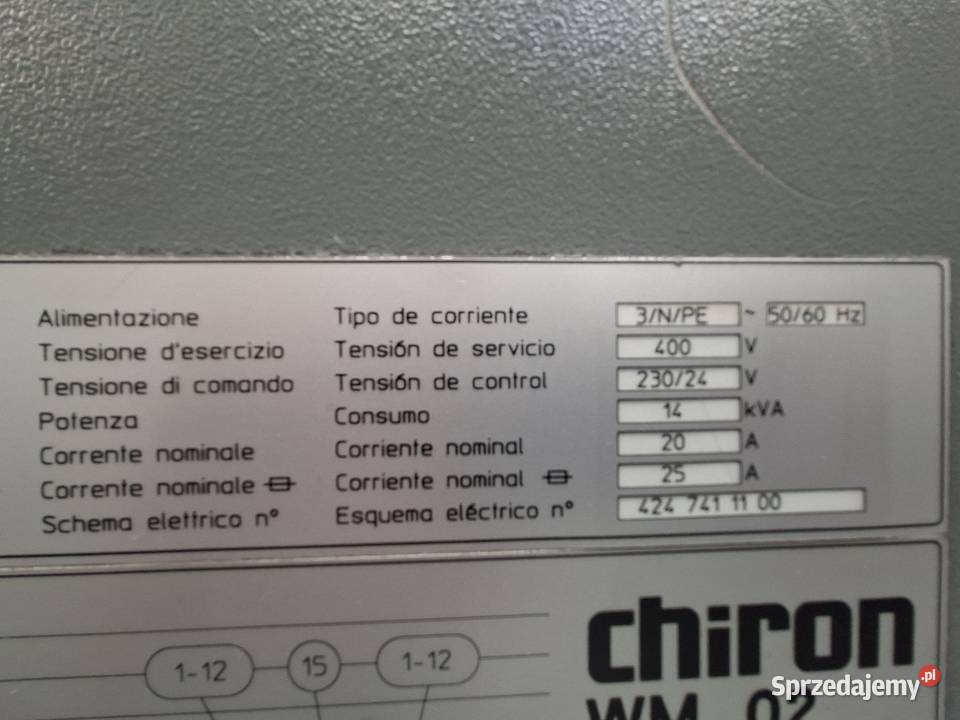 Alimentazione Tipo de corriente 3/N/PE ~ 50/60 Hz
Tensione d'esercizio Tensión de servicio 400 V
Tensione di comando Tensión de control 230/24 V
Potenza Consumo 14 kVA
Corrente nominale Corriente nominal 20 A
Corrente nominale Corriente nominal 25 A
Schema elettrico n° Esquema eléctrico n° 424 741 11 00
chiron
1-12 15 1-12
WM 02
Sprzedajemy.pl